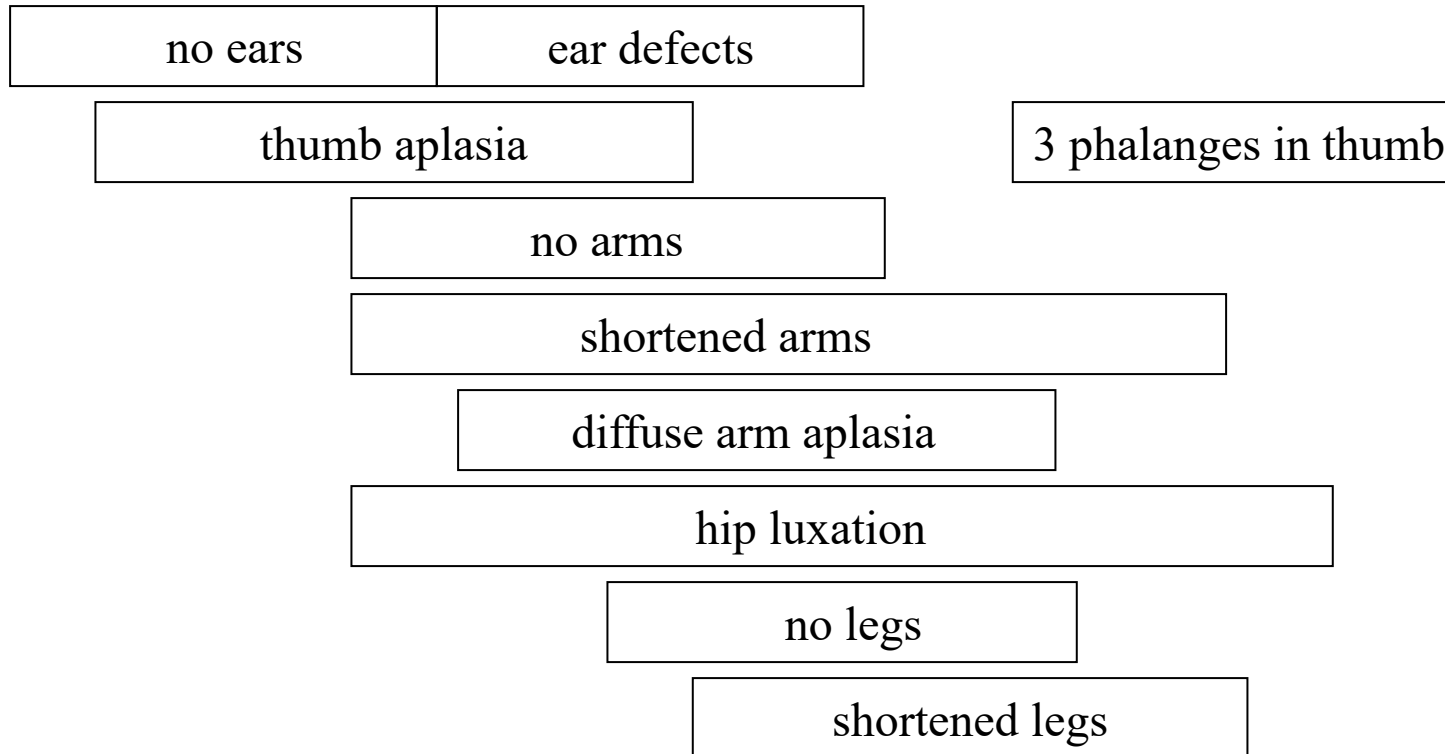 no ears ear defects
thumb aplasia 3 phalanges in thumb
no arms
shortened arms
diffuse arm aplasia
hip luxation
no legs
shortened legs